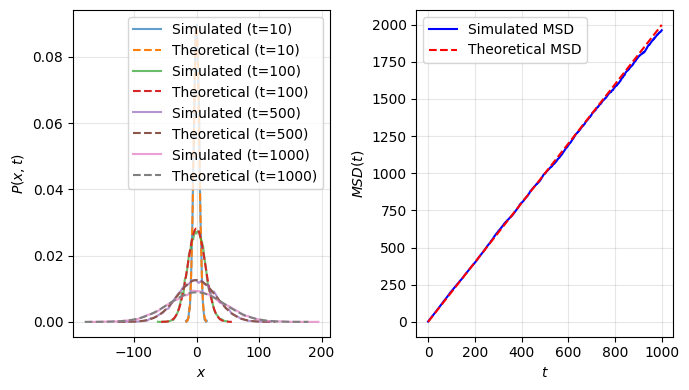 Simulated (t=10)
Theoretical (t=10)
Simulated (t=100)
Theoretical (t=100)
Simulated (t=500)
Theoretical (t=500)
Simulated (t=1000)
Theoretical (t=1000)
0.08
0.06
0.04
0.02
0.00
P(x, t)
−100
0
100
200
x
Simulated MSD
Theoretical MSD
2000
1750
1500
1250
1000
750
500
250
0
MSD(t)
0
200
400
600
800
1000
t